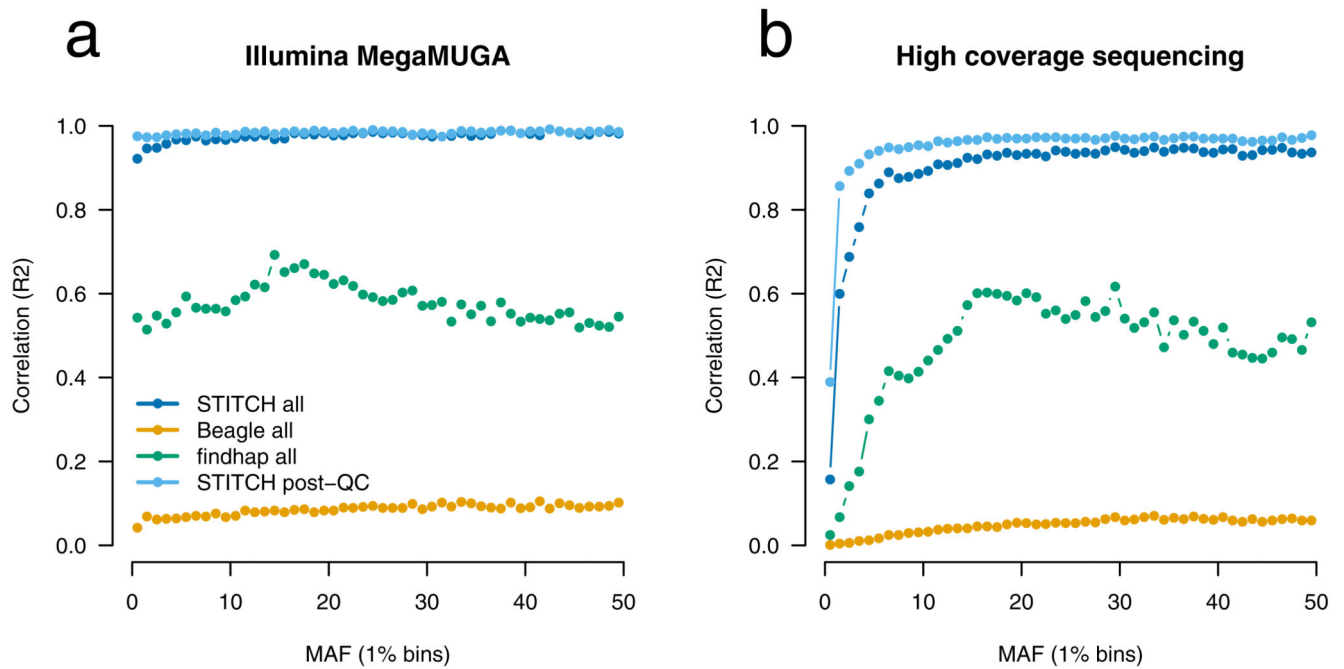 a
Illumina MegaMUGA
Correlation (R2)
1.0
0.8
0.6
0.4
0.2
0.0
STITCH all
Beagle all
findhap all
STITCH post−QC
0 10 20 30 40 50
MAF (1% bins)
b
High coverage sequencing
Correlation (R2)
1.0
0.8
0.6
0.4
0.2
0.0
0 10 20 30 40 50
MAF (1% bins)